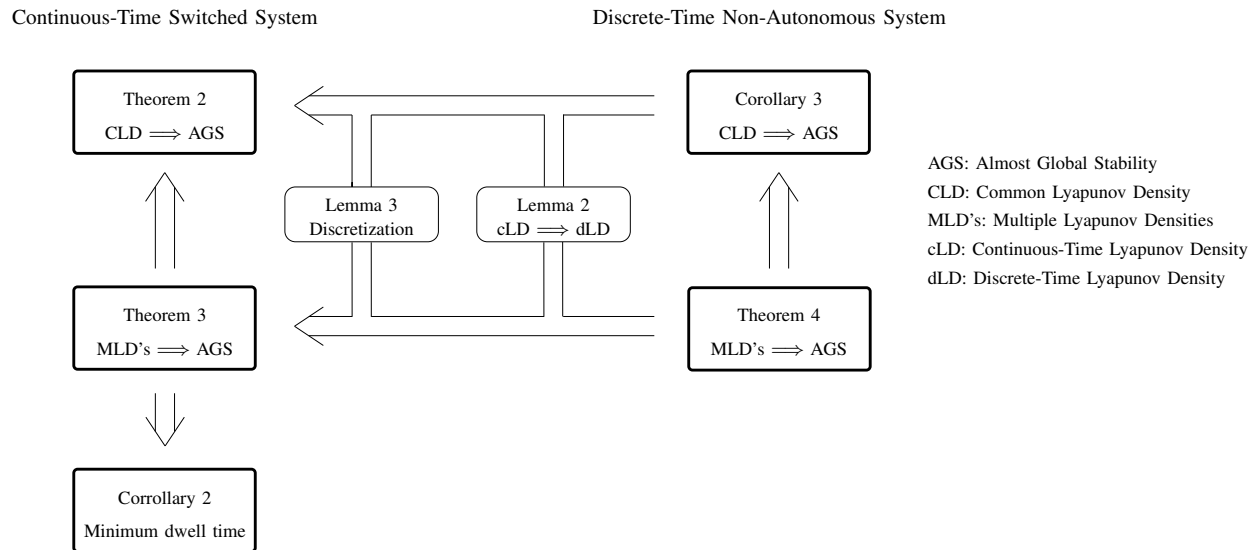 Continuous-Time Switched System
Discrete-Time Non-Autonomous System
Theorem 2
CLD ⟹ AGS
Corollary 3
CLD ⟹ AGS
Lemma 3
Discretization
Lemma 2
cLD ⟹ dLD
AGS: Almost Global Stability
CLD: Common Lyapunov Density
MLD's: Multiple Lyapunov Densities
cLD: Continuous-Time Lyapunov Density
dLD: Discrete-Time Lyapunov Density
Theorem 3
MLD's ⟹ AGS
Theorem 4
MLD's ⟹ AGS
Corrollary 2
Minimum dwell time